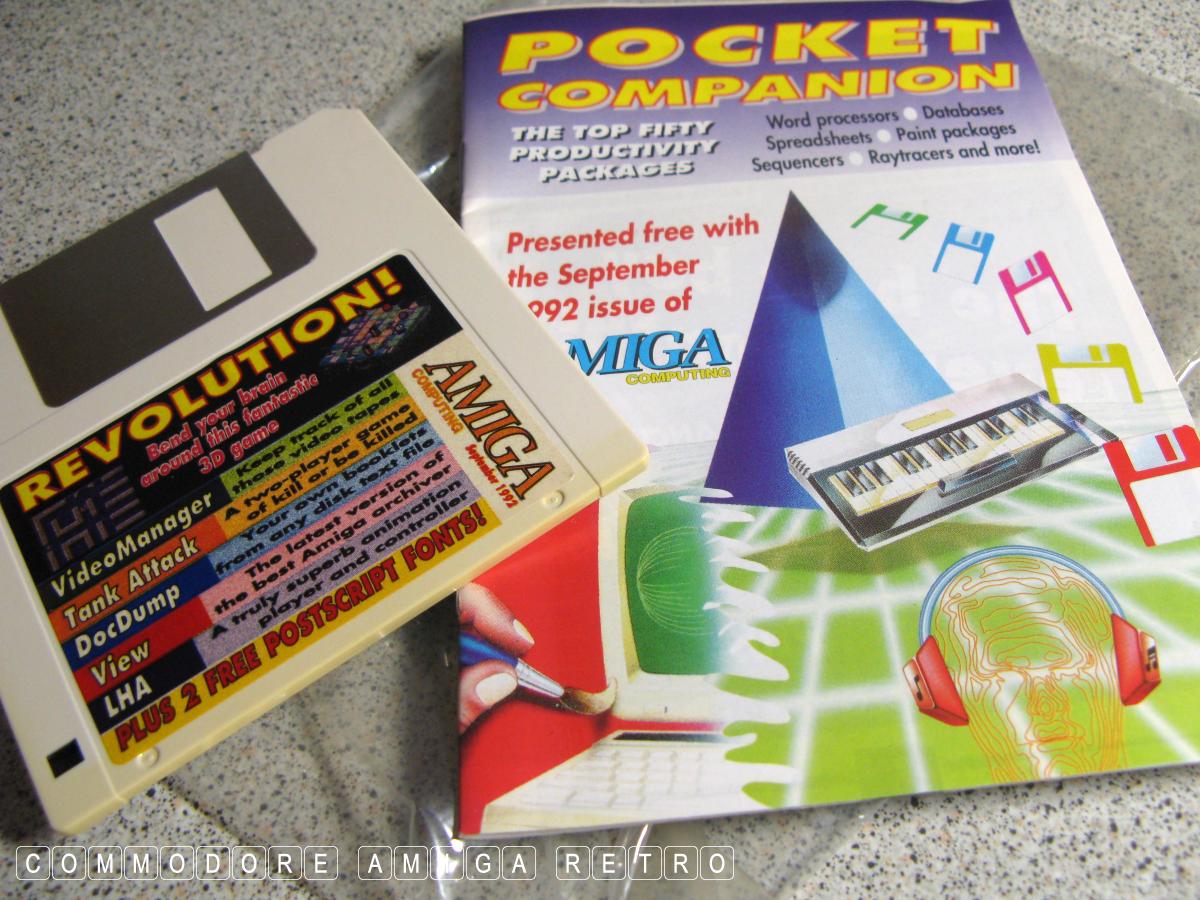 POCKET
COMPANION
THE TOP FIFTY
PRODUCTIVITY
PACKAGES
Word processors ● Databases
Spreadsheets ● Paint packages
Sequencers ● Raytracers and more!
Presented free with
the September
992 issue of
AMIGA
COMPUTING
REVOLUTION!
Bend your brain
around this fantastic
3D game
AMIGA
COMPUTING
September 1992
VideoManager
Keep track of all
those video tapes
Tank Attack
A two-player game
of kill or be killed
DocDump
Your own booklets
from any disk text file
View
The latest version of
the best Amiga archiver
LHA
A truly superb animation
player and controller
PLUS 2 FREE POSTSCRIPT FONTS!
COMMODORE AMIGA RETRO